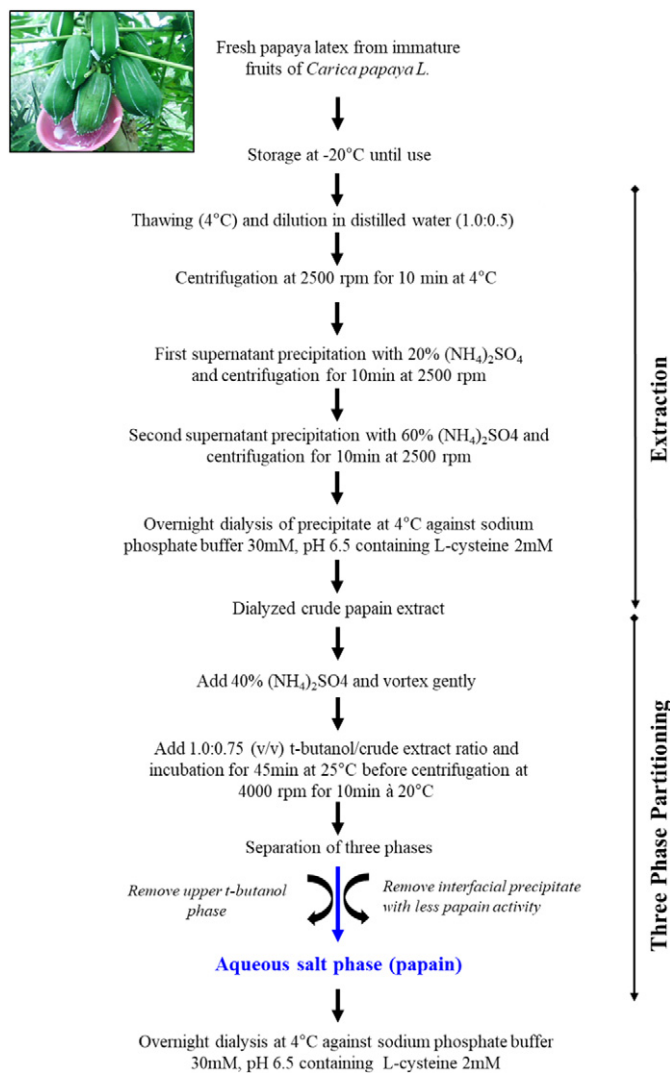 Fresh papaya latex from immature
fruits of Carica papaya L.
Storage at -20°C until use
Thawing (4°C) and dilution in distilled water (1.0:0.5)
Centrifugation at 2500 rpm for 10 min at 4°C
First supernatant precipitation with 20% (NH₄)₂SO₄
and centrifugation for 10min at 2500 rpm
Second supernatant precipitation with 60% (NH₄)₂SO4 and
centrifugation for 10min at 2500 rpm
Overnight dialysis of precipitate at 4°C against sodium
phosphate buffer 30mM, pH 6.5 containing L-cysteine 2mM
Dialyzed crude papain extract
Extraction
Add 40% (NH₄)₂SO4 and vortex gently
Add 1.0:0.75 (v/v) t-butanol/crude extract ratio and
incubation for 45min at 25°C before centrifugation at
4000 rpm for 10min à 20°C
Separation of three phases
Remove upper t-butanol
phase
Remove interfacial precipitate
with less papain activity
Aqueous salt phase (papain)
Three Phase Partitioning
Overnight dialysis at 4°C against sodium phosphate buffer
30mM, pH 6.5 containing L-cysteine 2mM